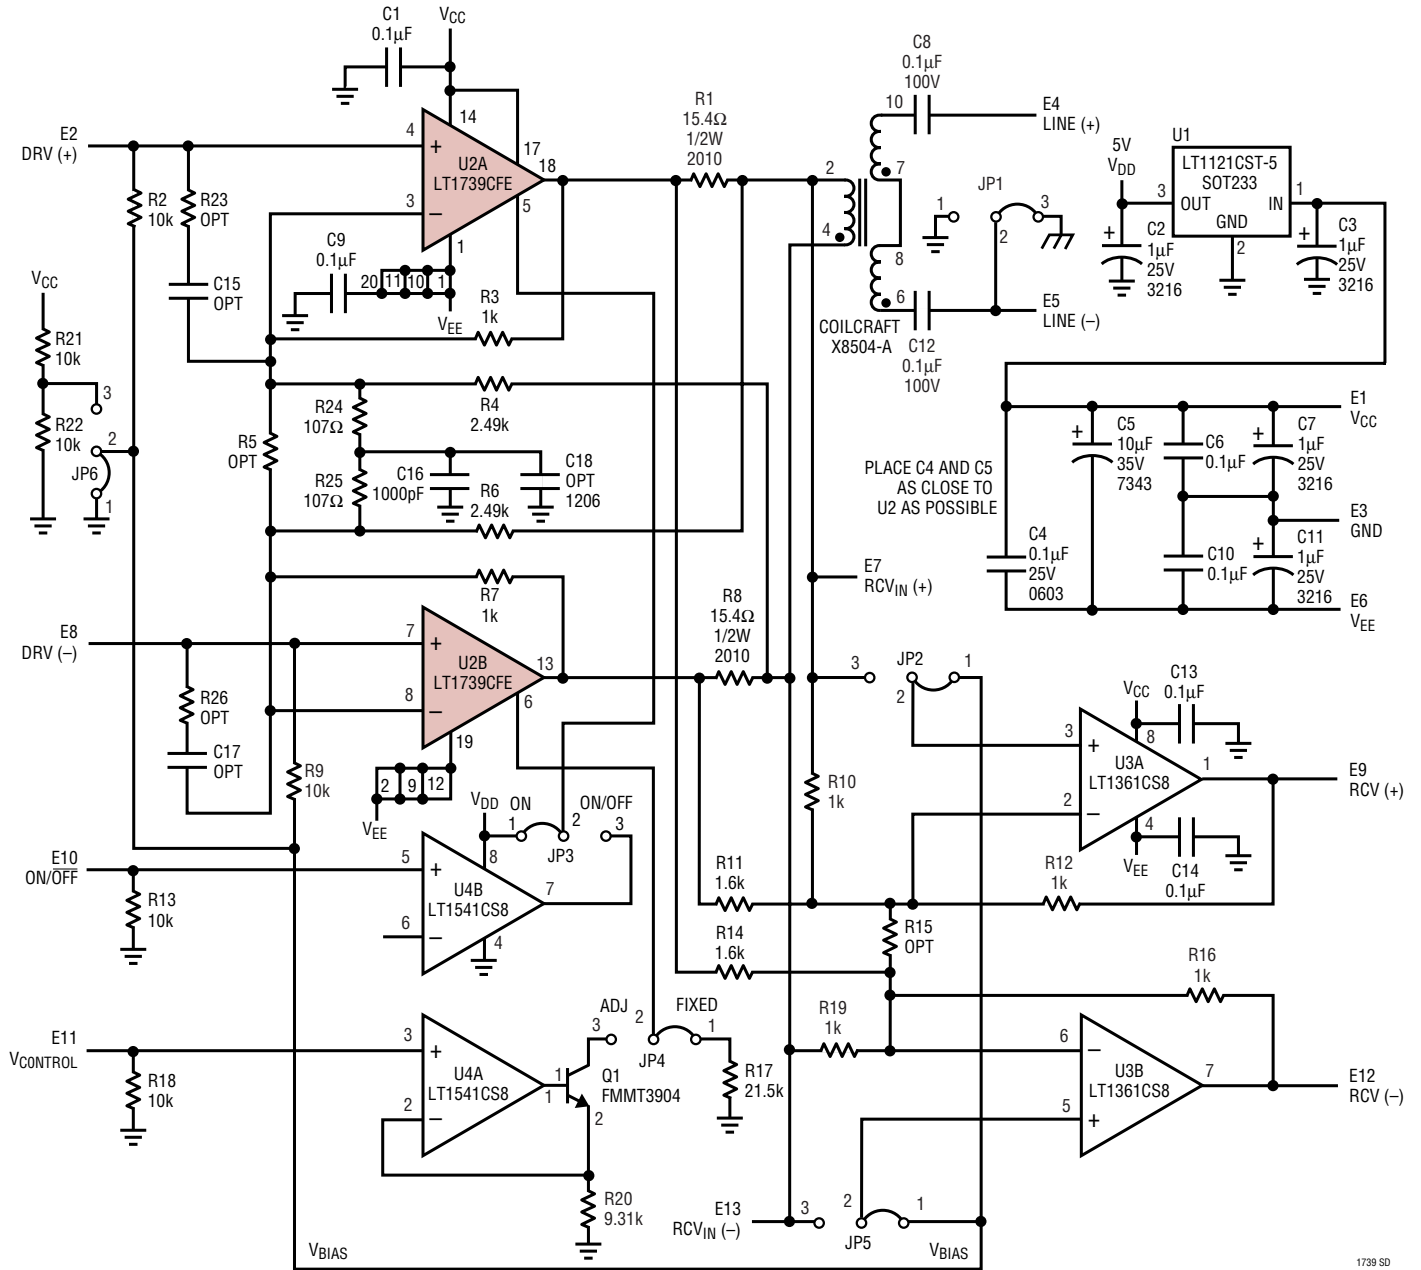 C1
0.1µF
VCC
C8
0.1µF
100V
10
E4
LINE (+)
R1
15.4Ω
1/2W
2010
14
4
+
U2A
LT1739CFE
17
18
5
3
–
1
E2
DRV (+)
R2
10k
R23
OPT
C15
OPT
C9
0.1µF
20
11
10
1
VEE
R3
1k
2
4
7
8
6
COILCRAFT
X8504-A
C12
0.1µF
100V
JP1
1
2
3
E5
LINE (–)
U1
LT1121CST-5
SOT233
5V
VDD
3
OUT
IN
1
GND
2
+
C2
1µF
25V
3216
+
C3
1µF
25V
3216
VCC
R21
10k
3
R22
10k
2
JP6
1
R24
107Ω
R4
2.49k
R5
OPT
R25
107Ω
C16
1000pF
C18
OPT
1206
R6
2.49k
R7
1k
PLACE C4 AND C5
AS CLOSE TO
U2 AS POSSIBLE
C4
0.1µF
25V
0603
+
C5
10µF
35V
7343
C6
0.1µF
+
C7
1µF
25V
3216
E1
VCC
E3
GND
C10
0.1µF
+
C11
1µF
25V
3216
E6
VEE
E7
RCVIN (+)
R8
15.4Ω
1/2W
2010
E8
DRV (–)
7
+
U2B
LT1739CFE
13
6
8
–
19
R26
OPT
C17
OPT
R9
10k
2
9
12
VEE
VDD
ON
1
2
ON/OFF
3
JP3
3
JP2
2
1
VCC
C13
0.1µF
8
3
+
U3A
LT1361CS8
1
2
–
4
VEE
C14
0.1µF
E9
RCV (+)
R10
1k
E10
ON/OFF
R13
10k
5
+
8
U4B
LT1541CS8
7
6
–
4
R11
1.6k
R12
1k
R14
1.6k
R15
OPT
R16
1k
R19
1k
E11
VCONTROL
R18
10k
3
+
U4A
LT1541CS8
1
2
–
1
Q1
FMMT3904
2
ADJ
3
2
FIXED
1
JP4
R17
21.5k
R20
9.31k
6
–
U3B
LT1361CS8
7
5
+
E12
RCV (–)
E13
RCVIN (–)
3
2
1
JP5
VBIAS
VBIAS
1739 SD